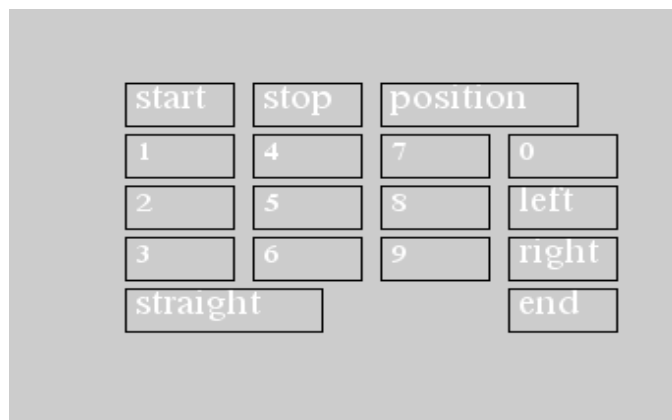 start stop position
1 4 7 0
2 5 8 left
3 6 9 right
straight end